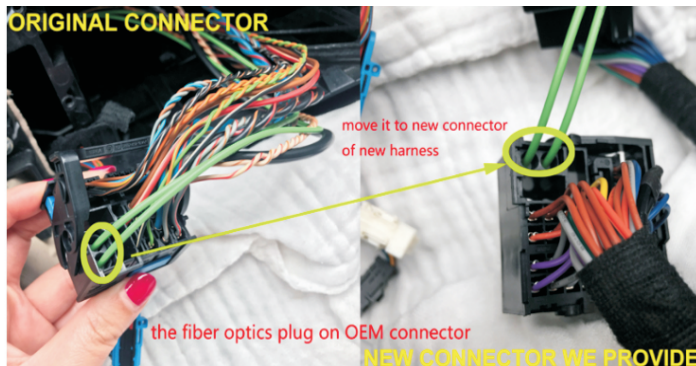 ORIGINAL CONNECTOR
move it to new connector
of new harness
the fiber optics plug on OEM connector
NEW CONNECTOR WE PROVIDE